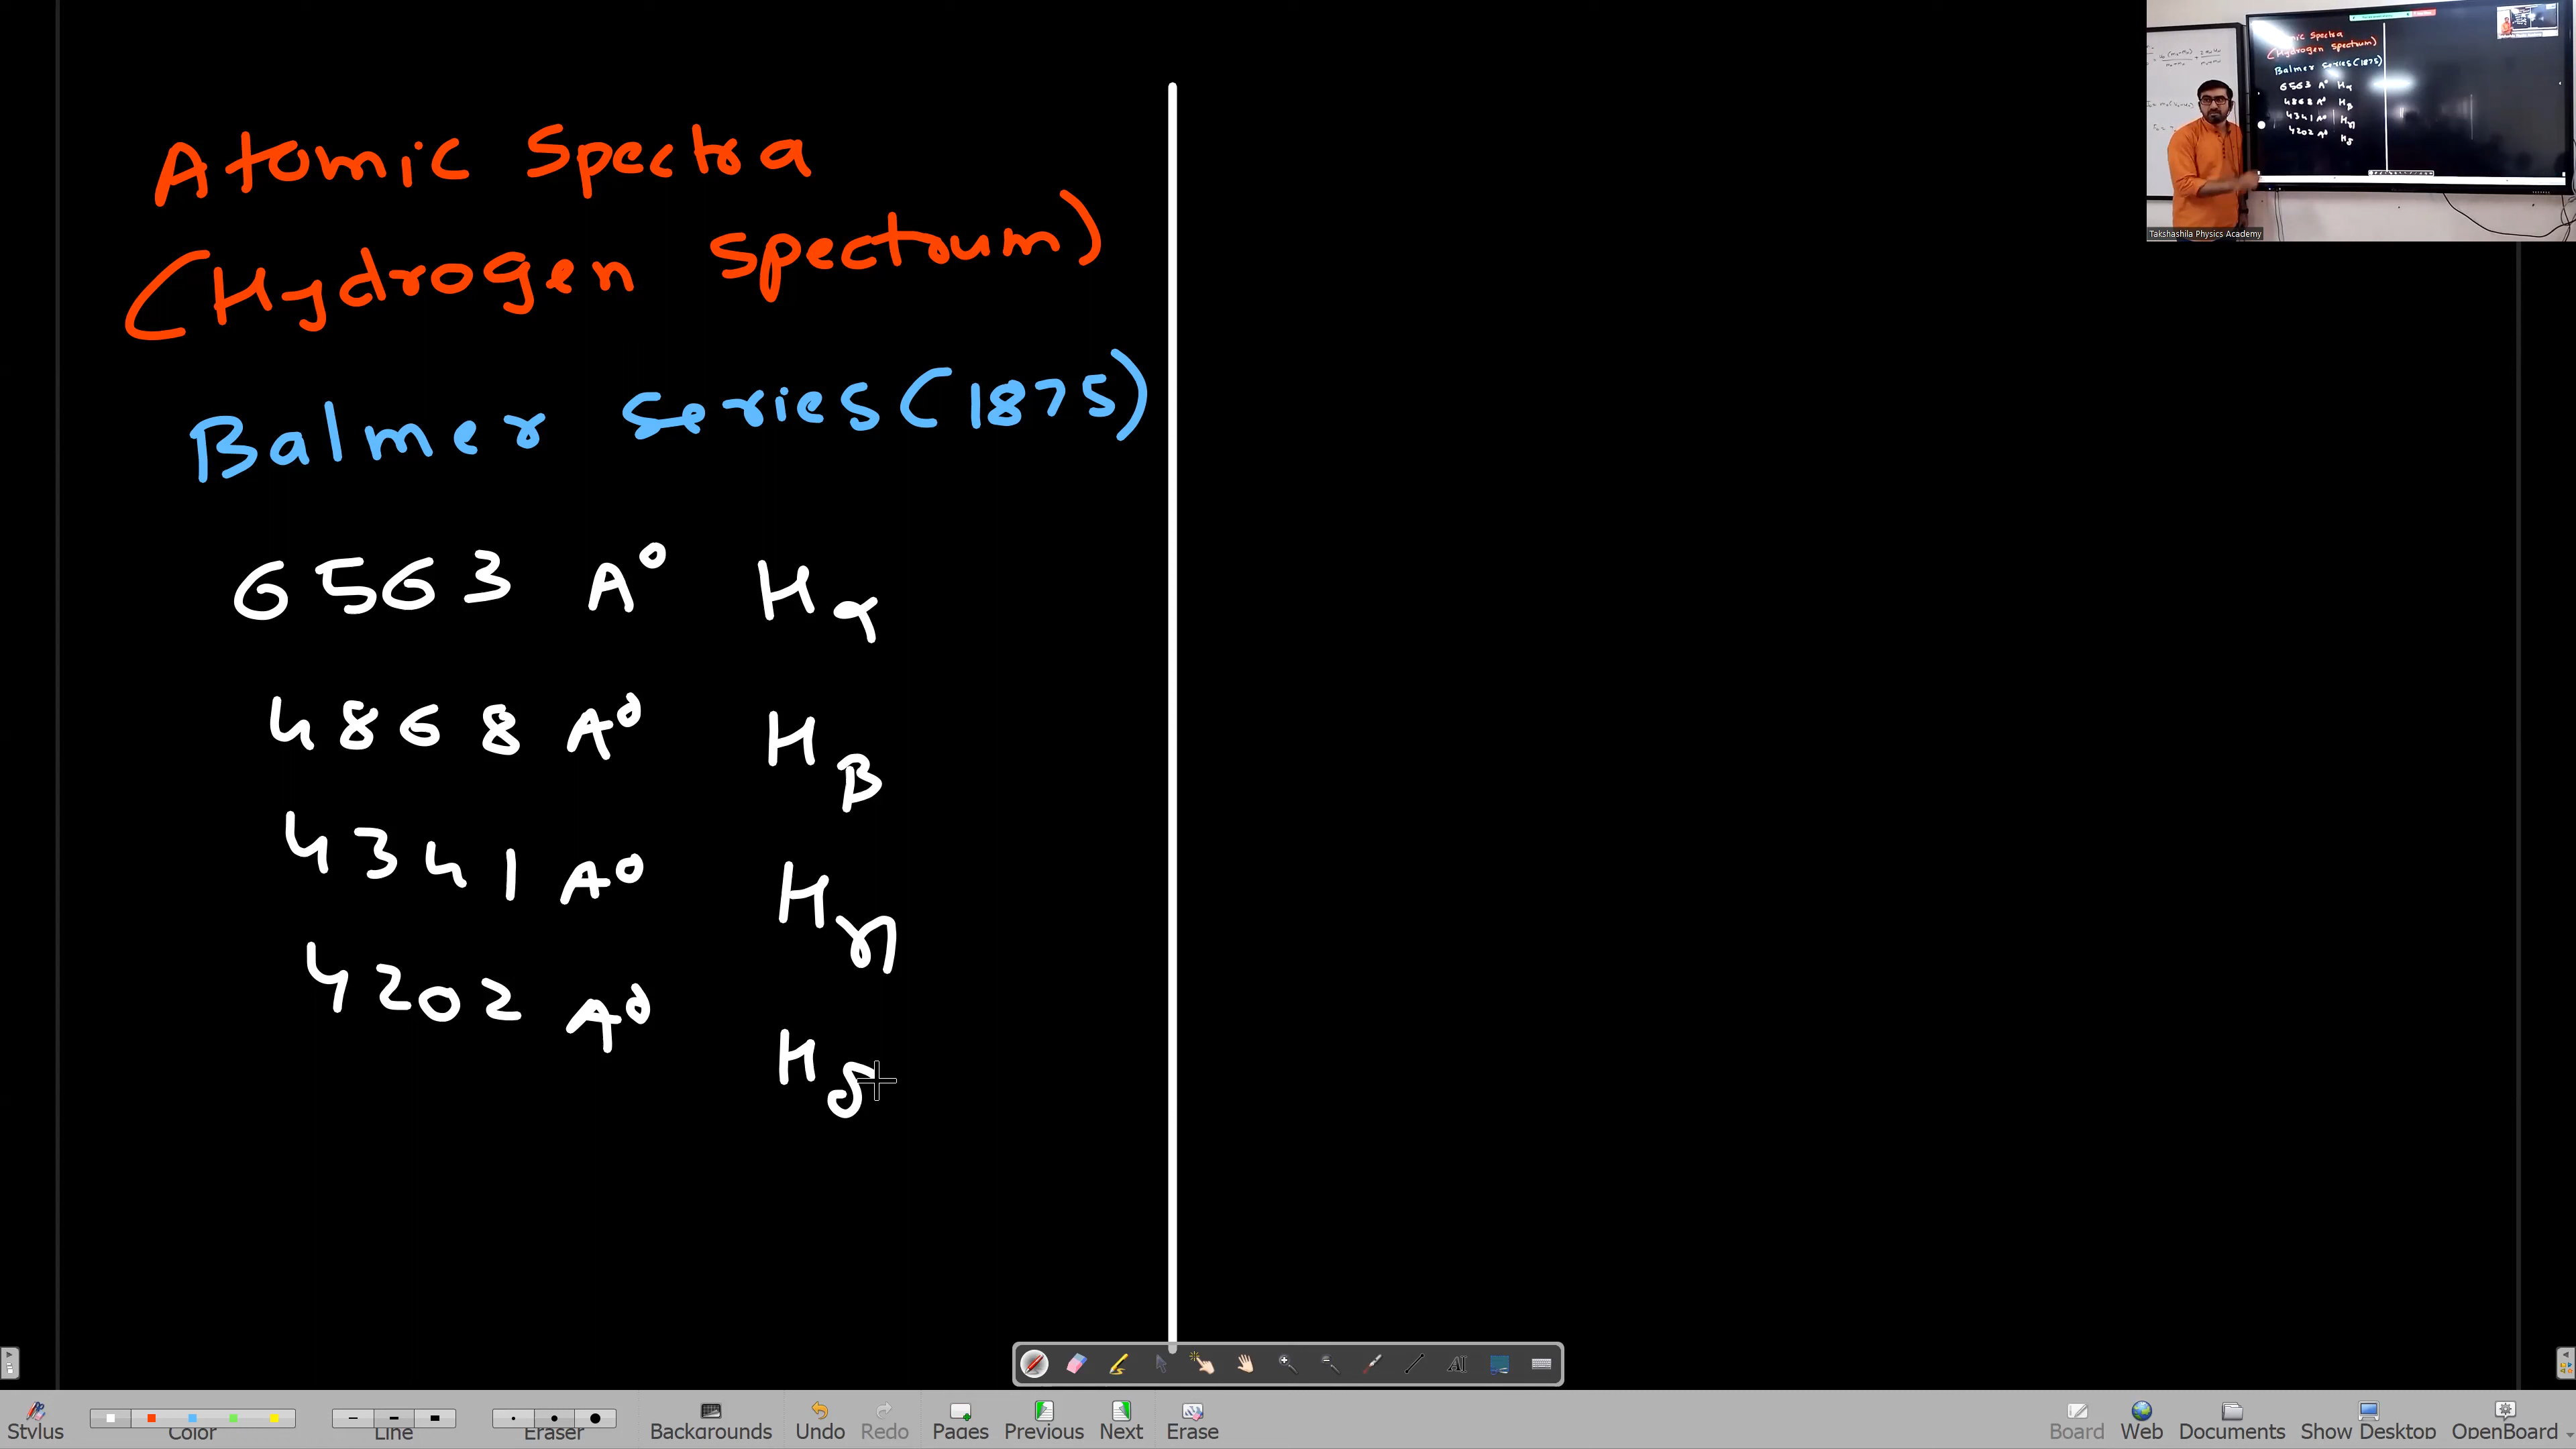 Atomic Spectra
(Hydrogen Spectrum)
Balmer series (1875)
6563 A° Hα
4868 A° Hβ
4341 A° Hγ
4202 A° Hδ
Takshashila Physics Academy
Stylus
Color
Line
Eraser
Backgrounds
Undo
Redo
Pages
Previous
Next
Erase
Board
Web
Documents
Show Desktop
OpenBoard